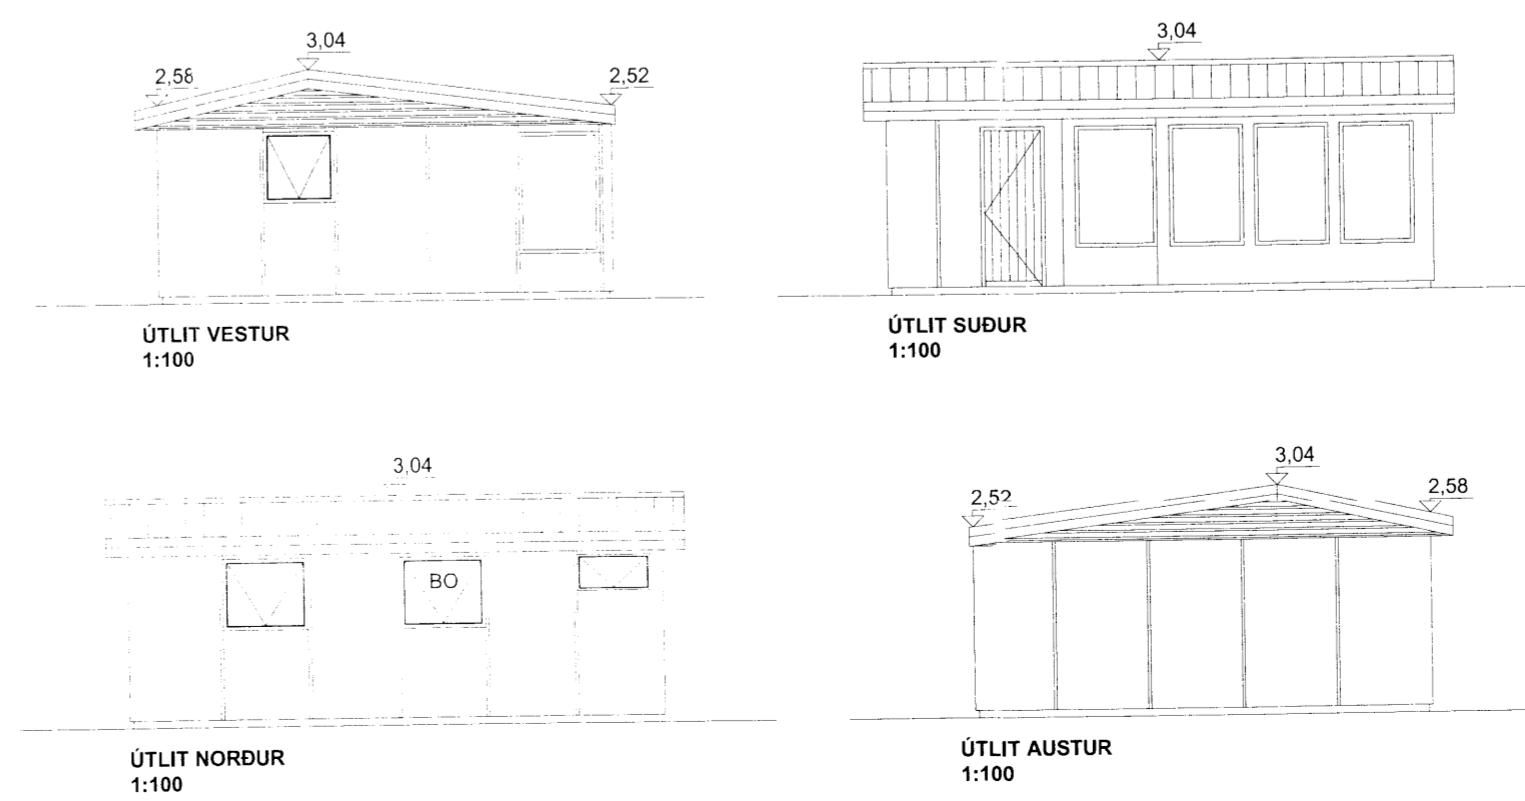 3,04
2,58
2,52
ÚTLIT VESTUR
1:100
3,04
ÚTLIT SUÐUR
1:100
3,04
BO
ÚTLIT NORÐUR
1:100
3,04
2,52
2,58
ÚTLIT AUSTUR
1:100